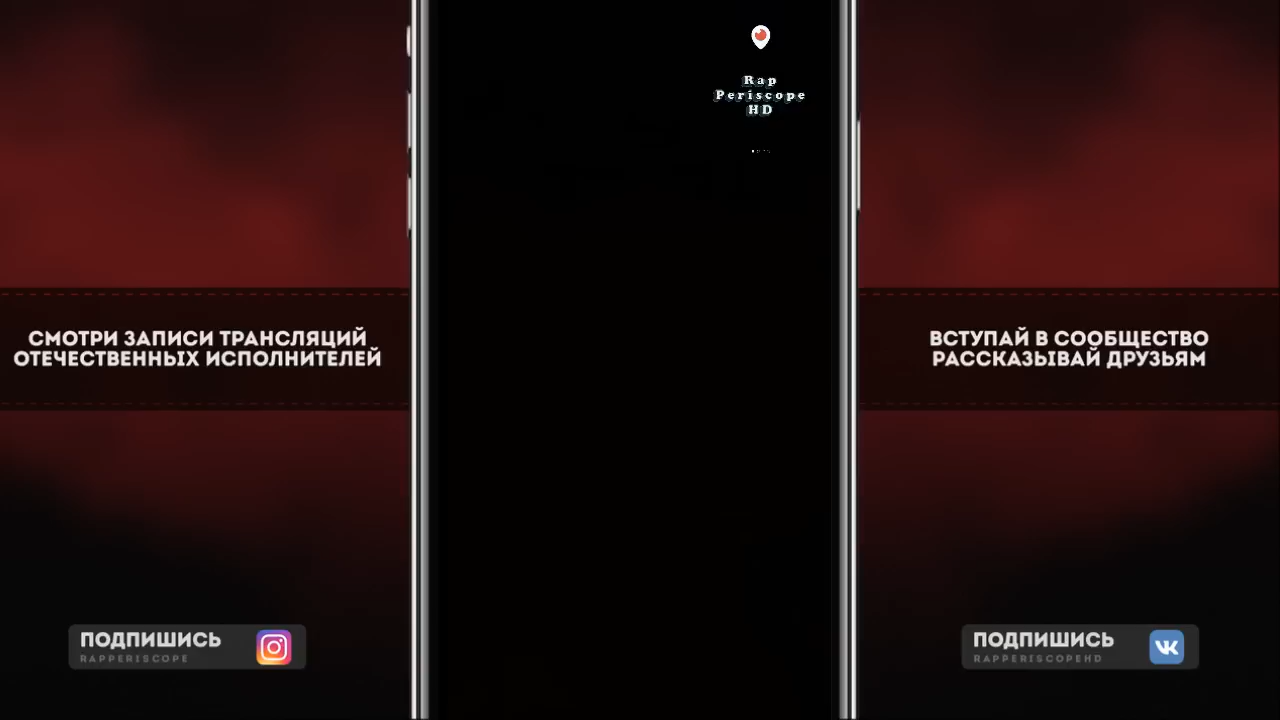 Rap
Periscope
HD
СМОТРИ ЗАПИСИ ТРАНСЛЯЦИЙ
ОТЕЧЕСТВЕННЫХ ИСПОЛНИТЕЛЕЙ
ВСТУПАЙ В СООБЩЕСТВО
РАССКАЗЫВАЙ ДРУЗЬЯМ
ПОДПИШИСЬ
RAPPERISCOPE
ПОДПИШИСЬ
RAPPERISCOPEHD